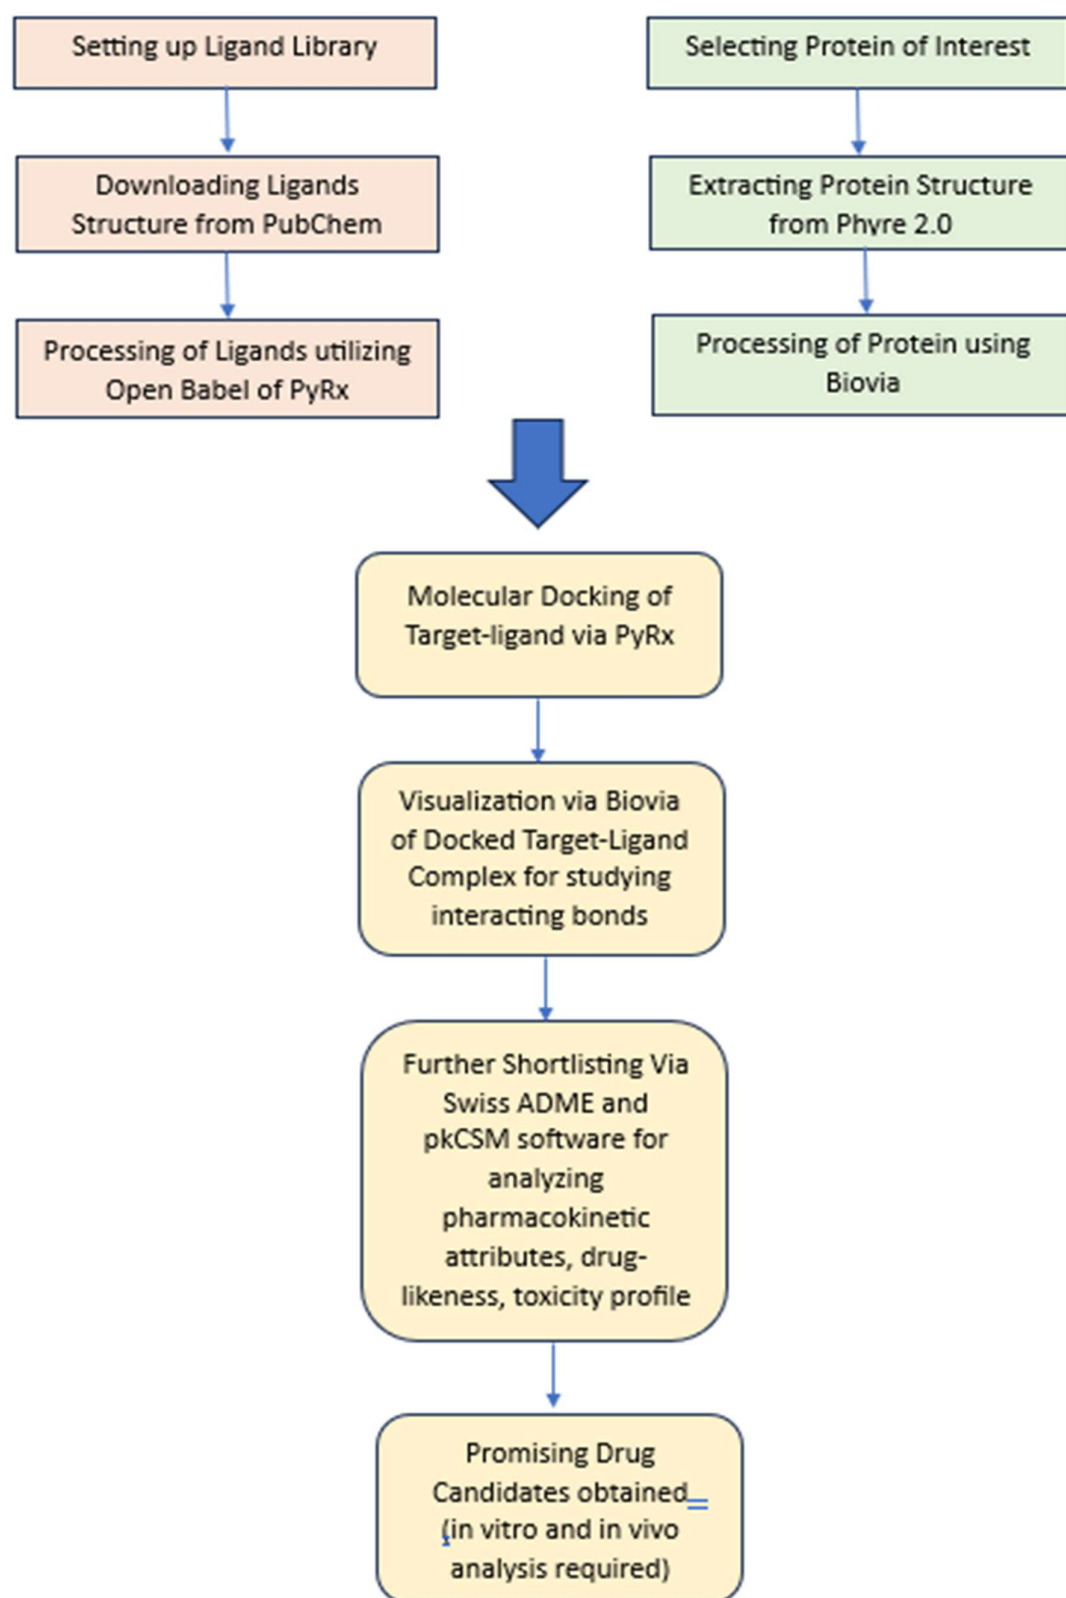 Setting up Ligand Library
Downloading Ligands
Structure from PubChem
Processing of Ligands utilizing
Open Babel of PyRx
Selecting Protein of Interest
Extracting Protein Structure
from Phyre 2.0
Processing of Protein using
Biovia
Molecular Docking of
Target-ligand via PyRx
Visualization via Biovia
of Docked Target-Ligand
Complex for studying
interacting bonds
Further Shortlisting Via
Swiss ADME and
pkCSM software for
analyzing
pharmacokinetic
attributes, drug-
likeness, toxicity profile
Promising Drug
Candidates obtained
(in vitro and in vivo
analysis required)